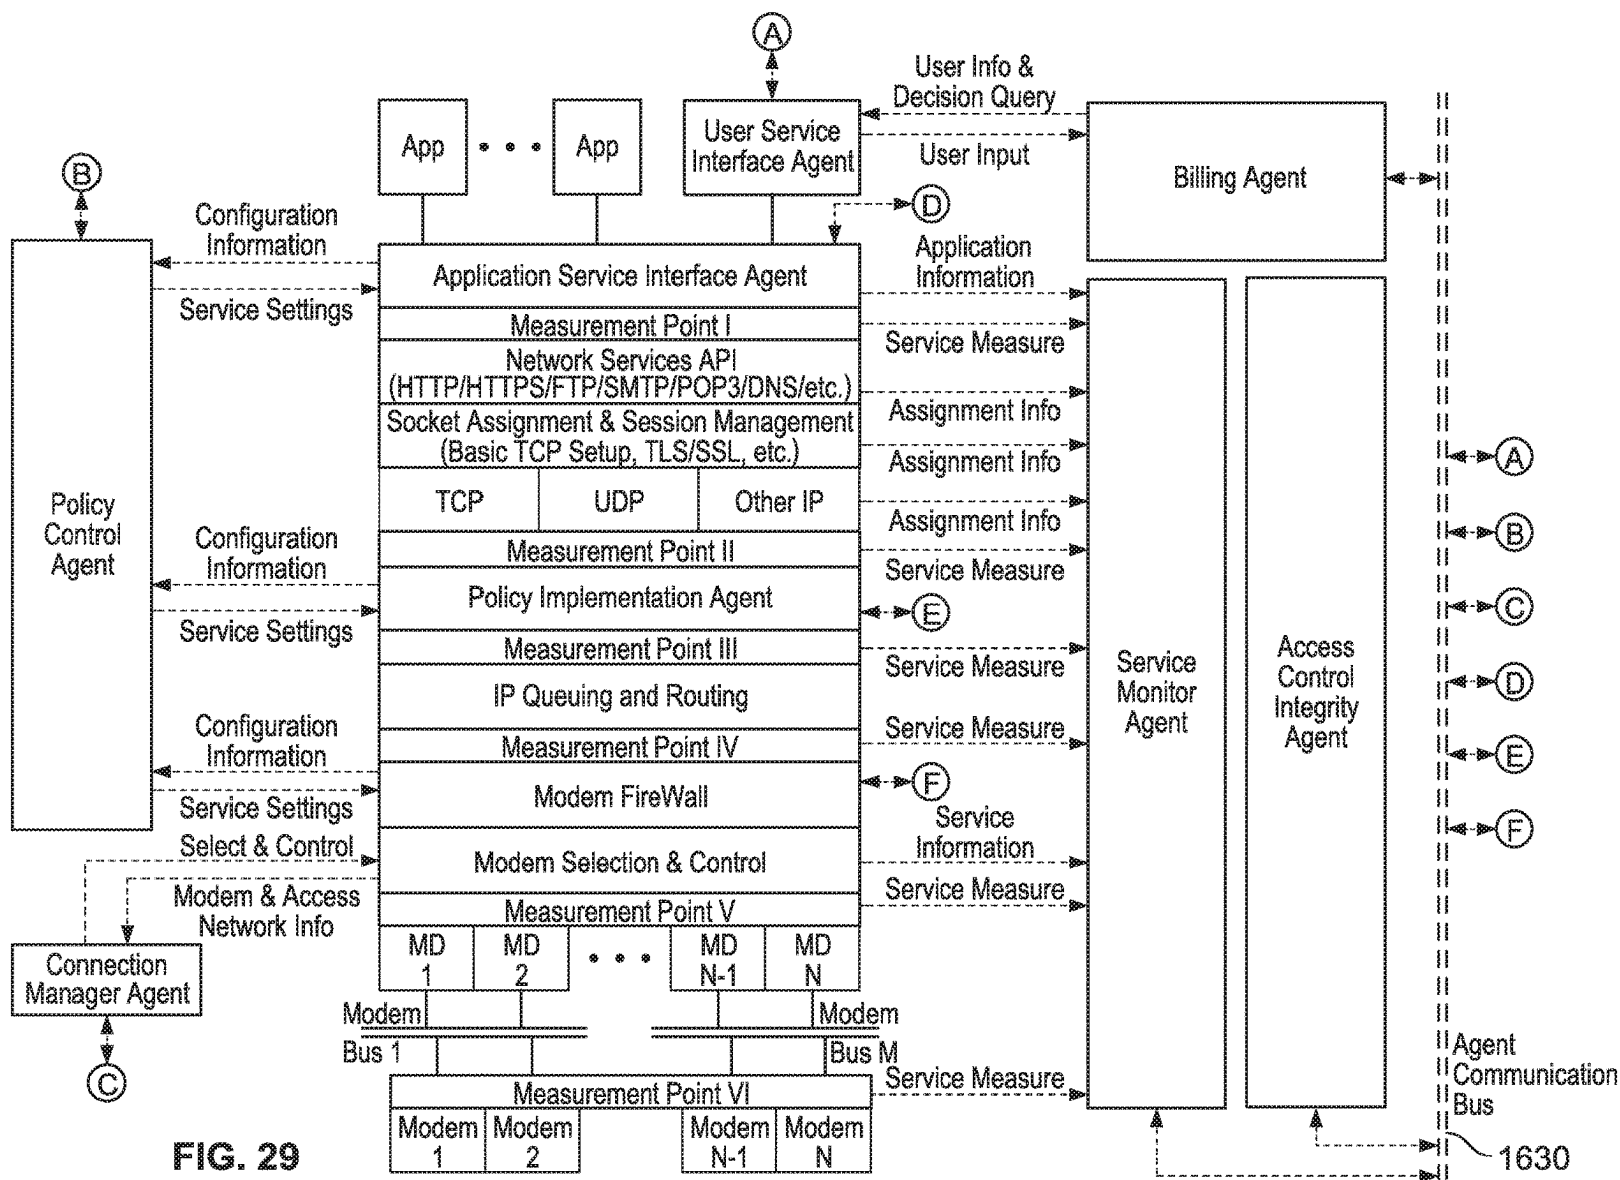 A
User Info &
Decision Query
App
• • •
App
User Service
Interface Agent
User Input
Billing Agent
B
D
Configuration
Information
Application
Information
Application Service Interface Agent
Service Settings
Measurement Point I
Service Measure
Network Services API
(HTTP/HTTPS/FTP/SMTP/POP3/DNS/etc.)
Assignment Info
Socket Assignment & Session Management
(Basic TCP Setup, TLS/SSL, etc.)
Assignment Info
TCP
UDP
Other IP
Assignment Info
Policy
Control
Agent
Configuration
Information
Measurement Point II
Service Measure
Policy Implementation Agent
E
Service Settings
Measurement Point III
Service Measure
IP Queuing and Routing
Configuration
Information
Service Measure
Measurement Point IV
Modem FireWall
F
Service Settings
Service
Information
Select & Control
Modem Selection & Control
Modem & Access
Network Info
Service Measure
Measurement Point V
Service
Monitor
Agent
Access
Control
Integrity
Agent
A
B
C
D
E
F
Connection
Manager Agent
C
MD
1
MD
2
• • •
MD
N-1
MD
N
Modem
Bus 1
Modem
Bus M
Measurement Point VI
Service Measure
Modem
1
Modem
2
Modem
N-1
Modem
N
Agent
Communication
Bus
1630
FIG. 29